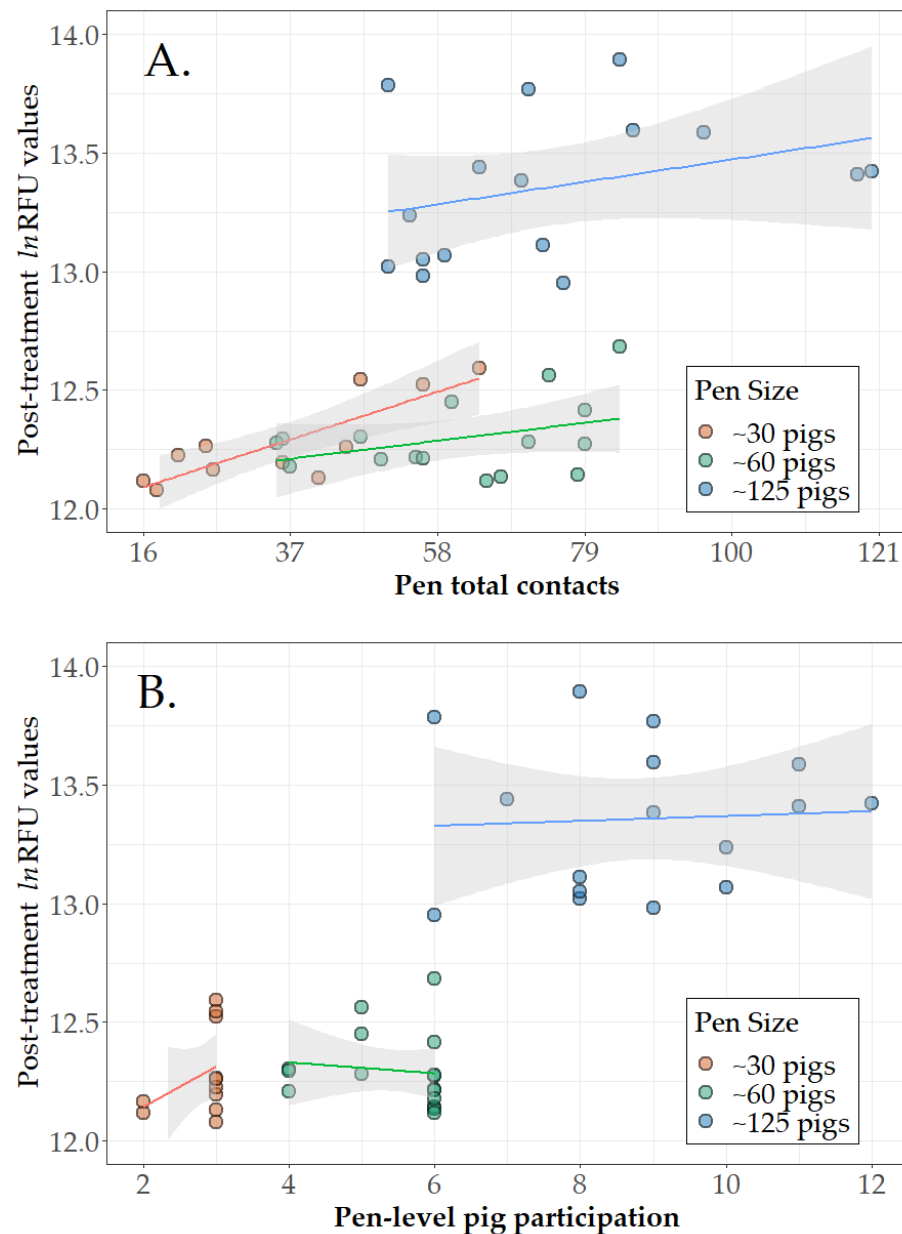 A.
Post-treatment lnRFU values
14.0
13.5
13.0
12.5
12.0
16 37 58 79 100 121
Pen total contacts
Pen Size
~30 pigs
~60 pigs
~125 pigs
B.
Post-treatment lnRFU values
14.0
13.5
13.0
12.5
12.0
2 4 6 8 10 12
Pen-level pig participation
Pen Size
~30 pigs
~60 pigs
~125 pigs